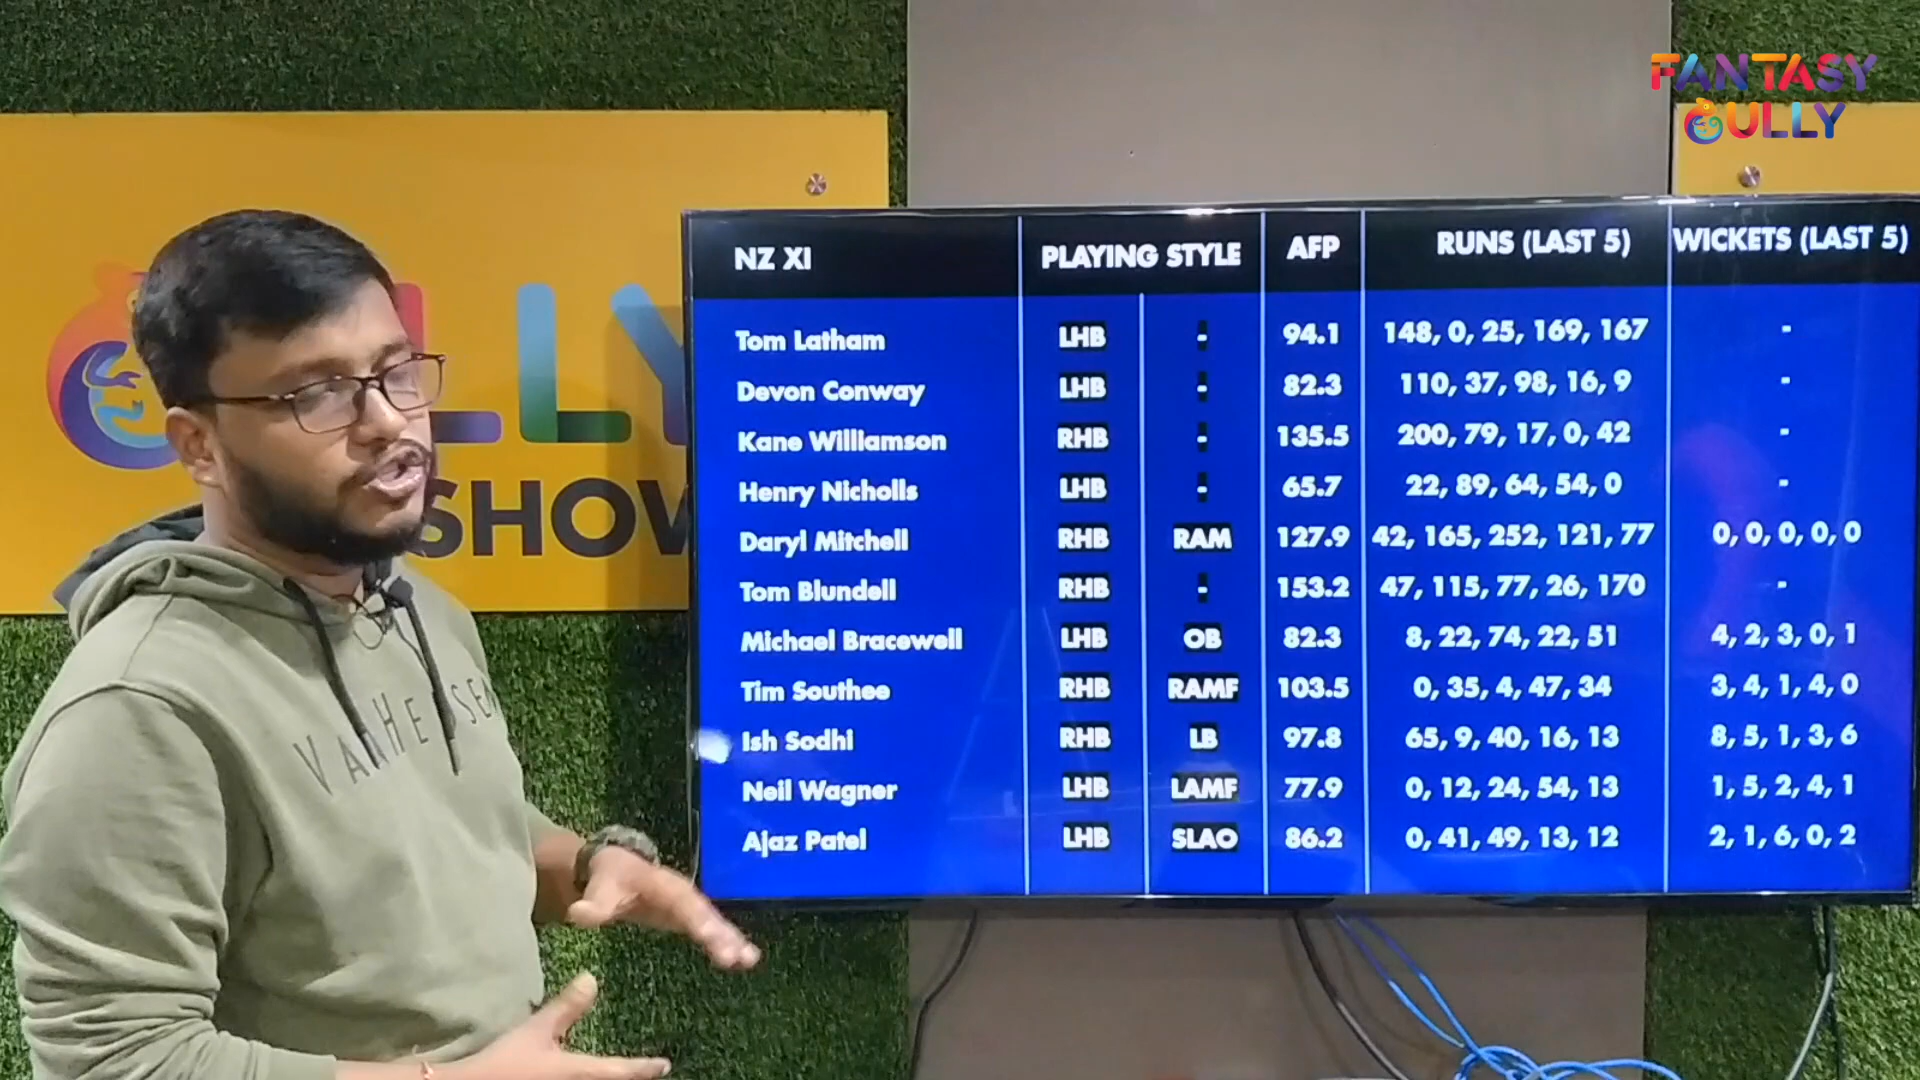 FANTASY
GULLY
LLY
SHOW
NZ XI PLAYING STYLE AFP RUNS (LAST 5) WICKETS (LAST 5)
Tom Latham LHB - 94.1 148, 0, 25, 169, 167 -
Devon Conway LHB - 82.3 110, 37, 98, 16, 9 -
Kane Williamson RHB - 135.5 200, 79, 17, 0, 42 -
Henry Nicholls LHB - 65.7 22, 89, 64, 54, 0 -
Daryl Mitchell RHB RAM 127.9 42, 165, 252, 121, 77 0, 0, 0, 0, 0
Tom Blundell RHB - 153.2 47, 115, 77, 26, 170 -
Michael Bracewell LHB OB 82.3 8, 22, 74, 22, 51 4, 2, 3, 0, 1
Tim Southee RHB RAMF 103.5 0, 35, 4, 47, 34 3, 4, 1, 4, 0
Ish Sodhi RHB LB 97.8 65, 9, 40, 16, 13 8, 5, 1, 3, 6
Neil Wagner LHB LAMF 77.9 0, 12, 24, 54, 13 1, 5, 2, 4, 1
Ajaz Patel LHB SLAO 86.2 0, 41, 49, 13, 12 2, 1, 6, 0, 2